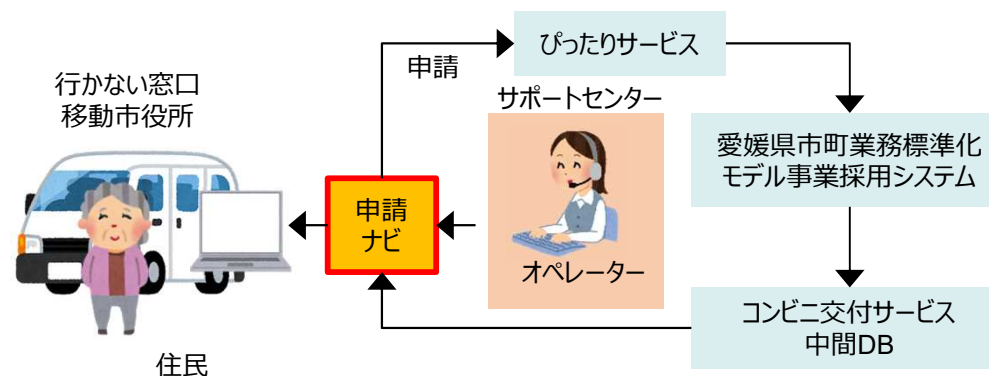 行かない窓口
移動市役所
住民
申請
ナビ
申請
ぴったりサービス
サポートセンター
オペレーター
愛媛県市町業務標準化
モデル事業採用システム
コンビニ交付サービス
中間DB